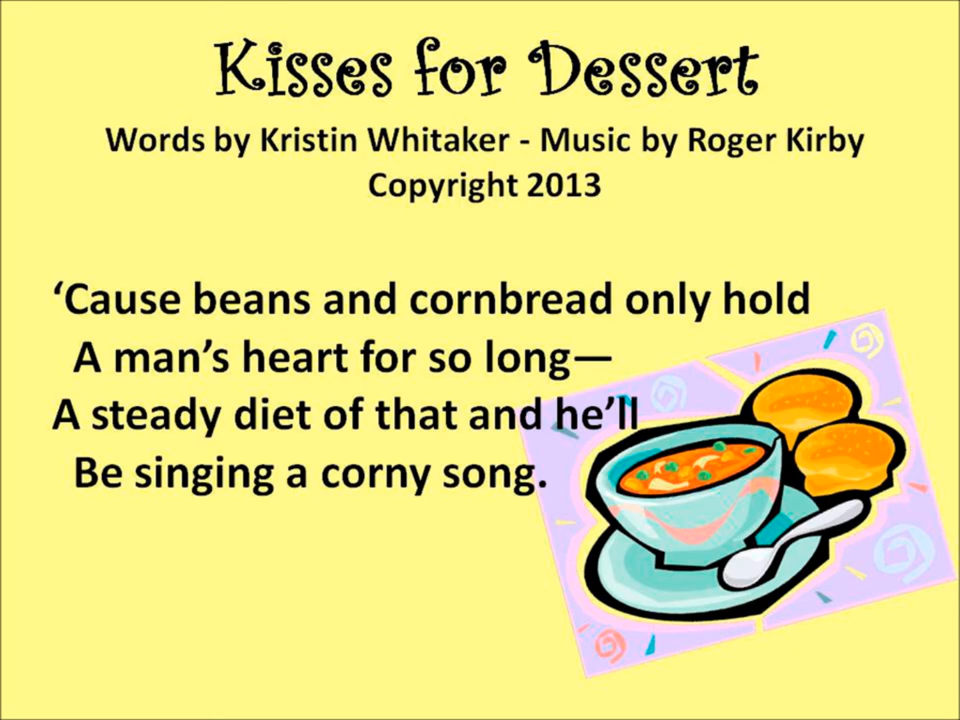 Kisses for Dessert
Words by Kristin Whitaker - Music by Roger Kirby
Copyright 2013
‘Cause beans and cornbread only hold
A man’s heart for so long—
A steady diet of that and he’ll
Be singing a corny song.